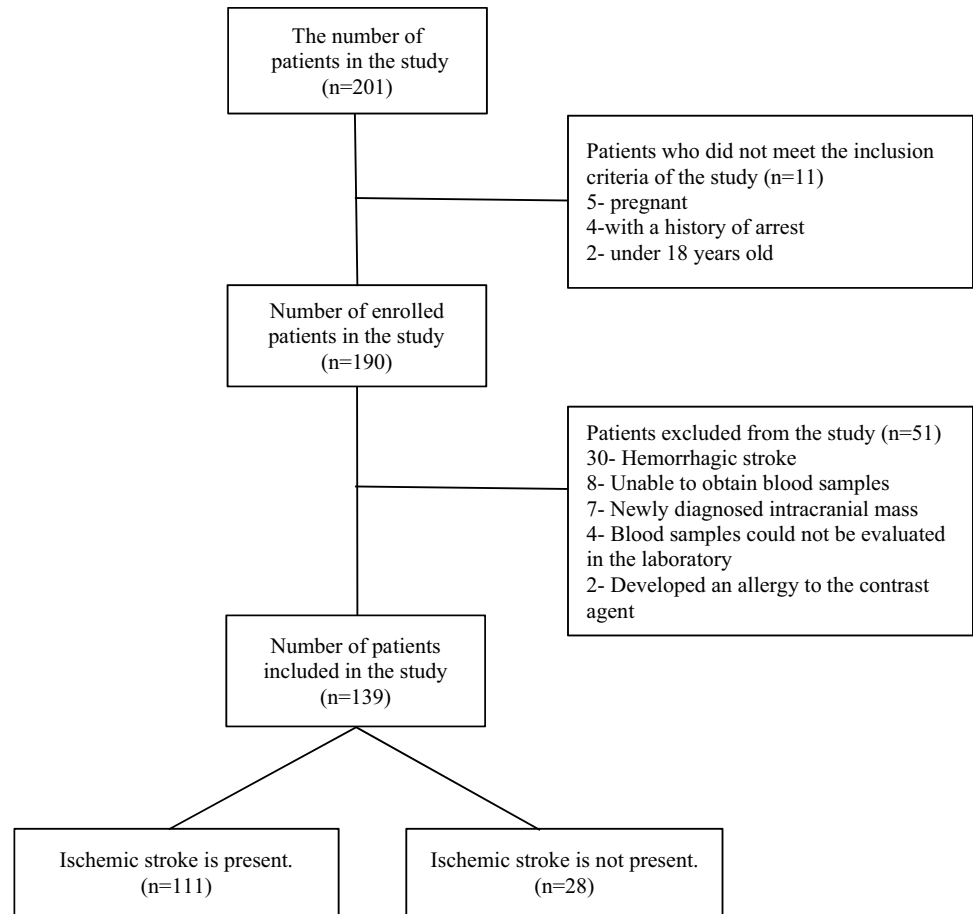 The number of
patients in the study
(n=201)
Patients who did not meet the inclusion
criteria of the study (n=11)
5- pregnant
4-with a history of arrest
2- under 18 years old
Number of enrolled
patients in the study
(n=190)
Patients excluded from the study (n=51)
30- Hemorrhagic stroke
8- Unable to obtain blood samples
7- Newly diagnosed intracranial mass
4- Blood samples could not be evaluated
in the laboratory
2- Developed an allergy to the contrast
agent
Number of patients
included in the study
(n=139)
Ischemic stroke is present.
(n=111)
Ischemic stroke is not present.
(n=28)